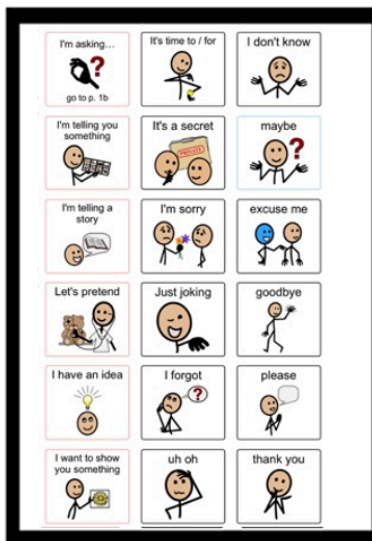 I'm asking...
go to p. 1b
It's time to / for
I don't know
I'm telling you
something
It's a secret
PRIVATE
maybe
I'm telling a
story
I'm sorry
excuse me
Let's pretend
Just joking
goodbye
I have an idea
I forgot
please
I want to show
you something
uh oh
thank you